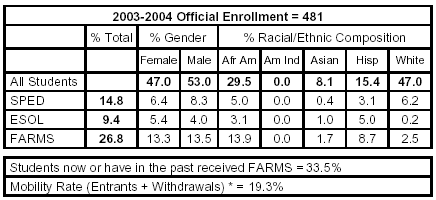 2003-2004 Official Enrollment = 481
% Total % Gender % Racial/Ethnic Composition
Female Male Afr Am Am Ind Asian Hisp White
All Students 47.0 53.0 29.5 0.0 8.1 15.4 47.0
SPED 14.8 6.4 8.3 5.0 0.0 0.4 3.1 6.2
ESOL 9.4 5.4 4.0 3.1 0.0 1.0 5.0 0.2
FARMS 26.8 13.3 13.5 13.9 0.0 1.7 8.7 2.5
Students now or have in the past received FARMS = 33.5%
Mobility Rate (Entrants + Withdrawals) * = 19.3%